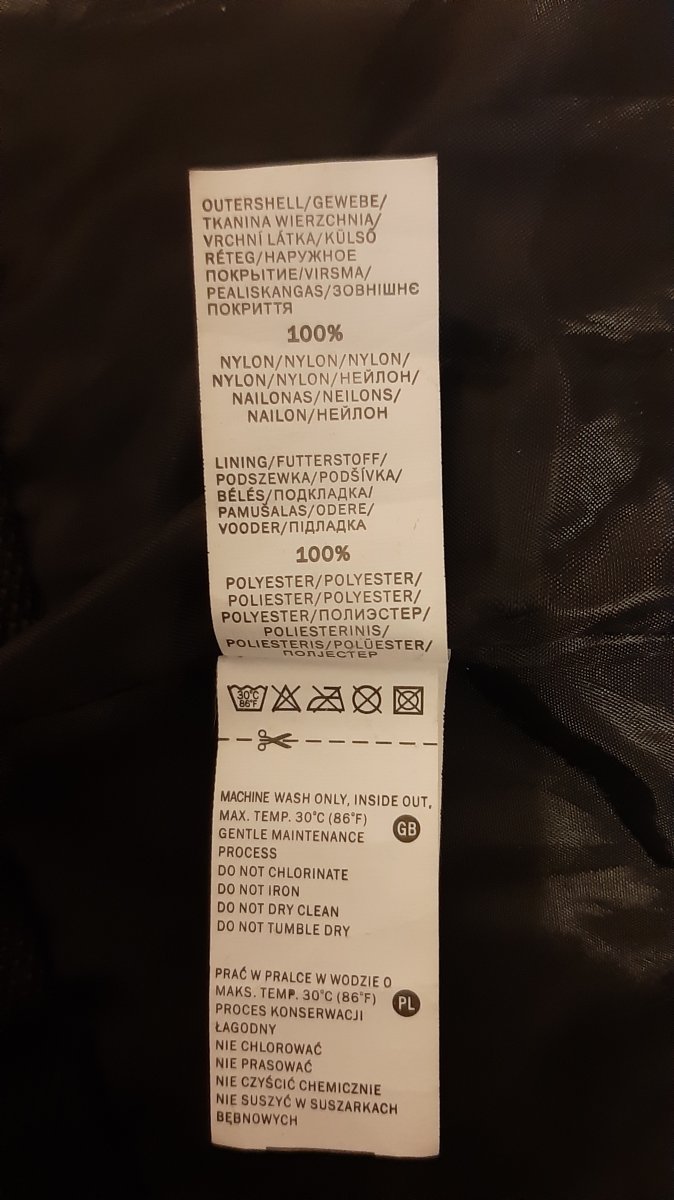 OUTERSHELL/GEWEBE/
TKANINA WIERZCHNIA/
VRCHNÍ LÁTKA/KÜLSŐ
RÉTEG/НАРУЖНОЕ
ПОКРЫТИЕ/VIRSMA/
PEALISKANGAS/ЗОВНІШНЄ
ПОКРИТТЯ
100%
NYLON/NYLON/NYLON/
NYLON/NYLON/НЕЙЛОН/
NAILONAS/NEILONS/
NAILON/НЕЙЛОН
LINING/FUTTERSTOFF/
PODSZEWKA/PODŠÍVKA/
BÉLÉS/ПОДКЛАДКА/
PAMUŠALAS/ODERE/
VOODER/ПІДЛАДКА
100%
POLYESTER/POLYESTER/
POLIESTER/POLYESTER/
POLYESTER/ПОЛИЭСТЕР/
POLIESTERINIS/
POLIESTERIS/POLÜESTER/
ПОЛІЕСТЕР
30°C
86°F
MACHINE WASH ONLY, INSIDE OUT,
MAX. TEMP. 30°C (86°F)
GB
GENTLE MAINTENANCE
PROCESS
DO NOT CHLORINATE
DO NOT IRON
DO NOT DRY CLEAN
DO NOT TUMBLE DRY
PRAĆ W PRALCE W WODZIE O
MAKS. TEMP. 30°C (86°F)
PL
PROCES KONSERWACJI
ŁAGODNY
NIE CHLOROWAĆ
NIE PRASOWAĆ
NIE CZYŚCIĆ CHEMICZNIE
NIE SUSZYĆ W SUSZARKACH
BĘBNOWYCH